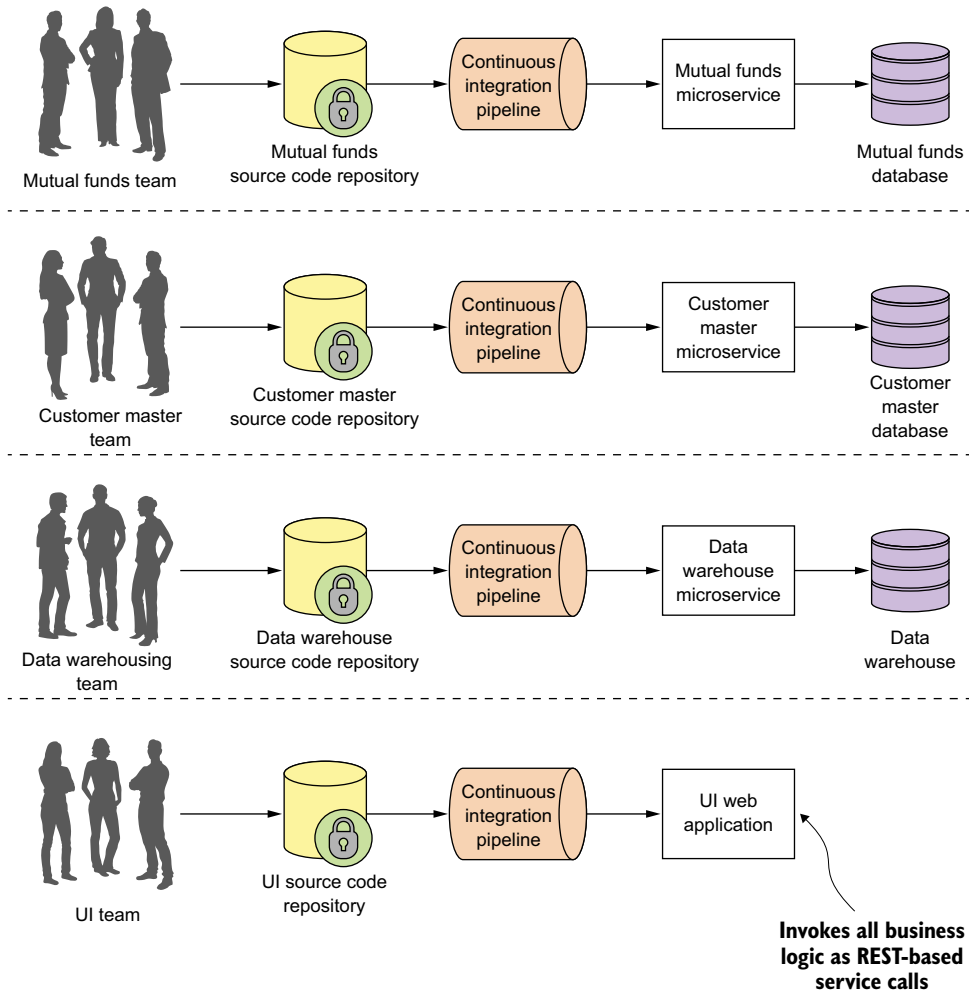 Continuous
integration
pipeline
Mutual funds
microservice
Mutual funds team
Mutual funds
source code repository
Mutual funds
database
Continuous
integration
pipeline
Customer
master
microservice
Customer master
team
Customer master
source code repository
Customer
master
database
Continuous
integration
pipeline
Data
warehouse
microservice
Data warehousing
team
Data warehouse
source code repository
Data
warehouse
Continuous
integration
pipeline
UI web
application
UI team
UI source code
repository
Invokes all business
logic as REST-based
service calls